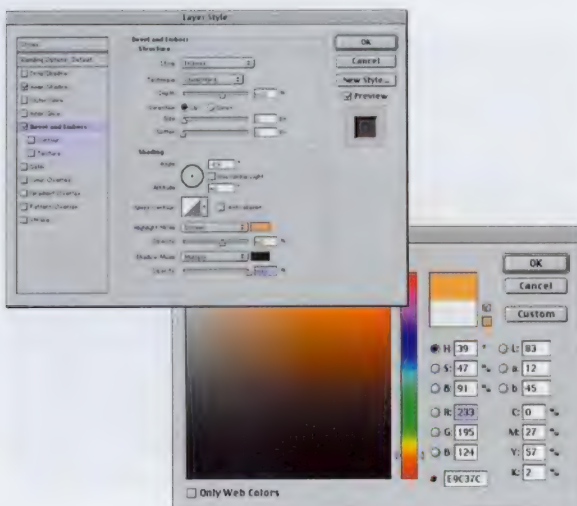 Layer Style
Styles
Blending Options: Default
Drop Shadow
Inner Shadow
Outer Glow
Inner Glow
Bevel and Emboss
Contour
Texture
Satin
Color Overlay
Gradient Overlay
Pattern Overlay
Stroke
Bevel and Emboss
Structure
Style:
Technique:
Depth: %
Direction: Up Down
Size: px
Soften: px
Shading
Angle:
Use Global Light
Altitude:
Gloss Contour: Anti-aliased
Highlight Mode: Screen
Opacity: %
Shadow Mode: Multiply
Opacity: %
OK
Cancel
New Style...
Preview
OK
Cancel
Custom
H: 39 °
S: 47 %
B: 91 %
R: 233
G: 195
B: 124
E9C37C
L: 83
a: 12
b: 45
C: 0 %
M: 27 %
Y: 57 %
K: 2 %
Only Web Colors